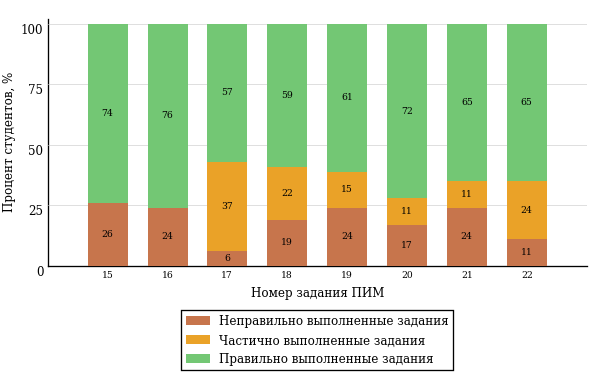 Процент студентов, %
100
75
50
25
0
74 76 57 59 61 72 65 65
37 22 15 11 11 24
26 24 6 19 24 17 24 11
15 16 17 18 19 20 21 22
Номер задания ПИМ
Неправильно выполненные задания
Частично выполненные задания
Правильно выполненные задания